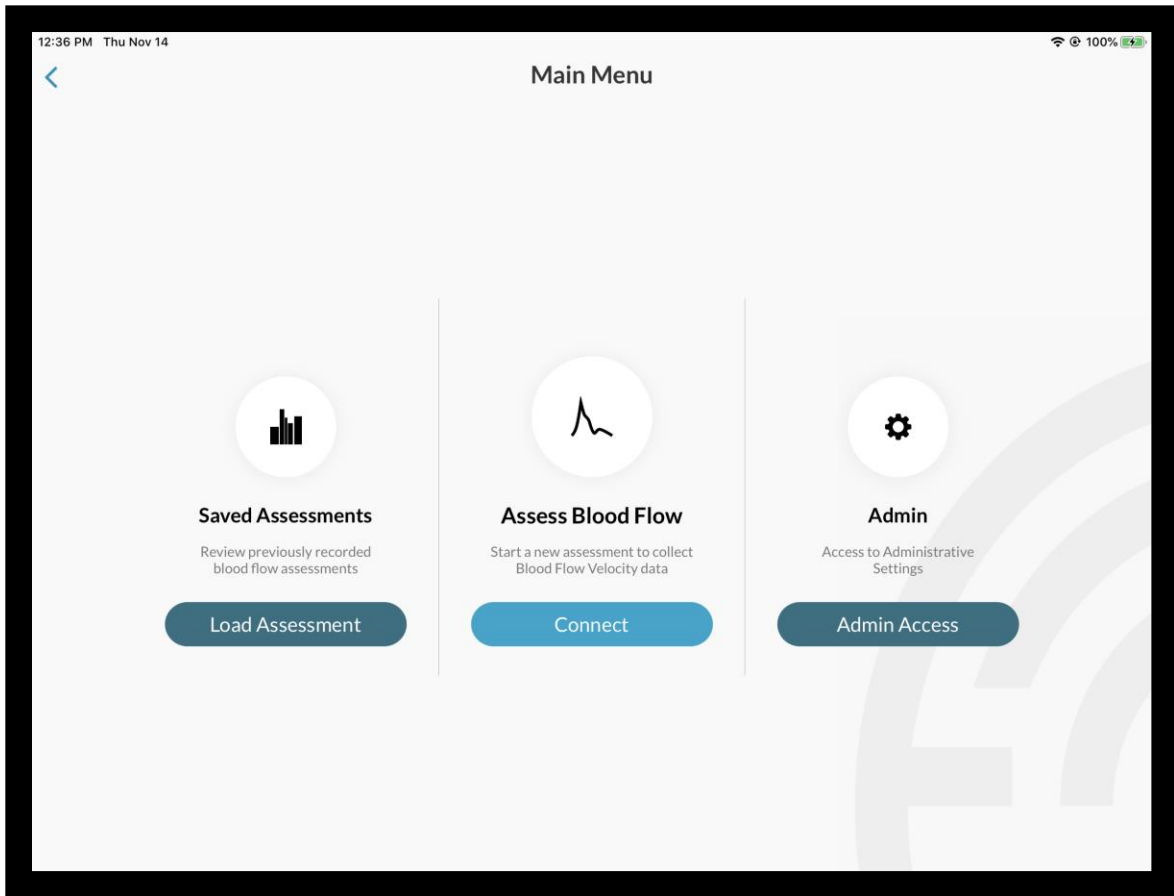 12:36 PM Thu Nov 14
100%
Main Menu
Saved Assessments
Review previously recorded
blood flow assessments
Load Assessment
Assess Blood Flow
Start a new assessment to collect
Blood Flow Velocity data
Connect
Admin
Access to Administrative
Settings
Admin Access